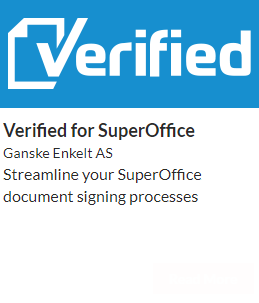 Verified
Verified for SuperOffice
Ganske Enkelt AS
Streamline your SuperOffice
document signing processes